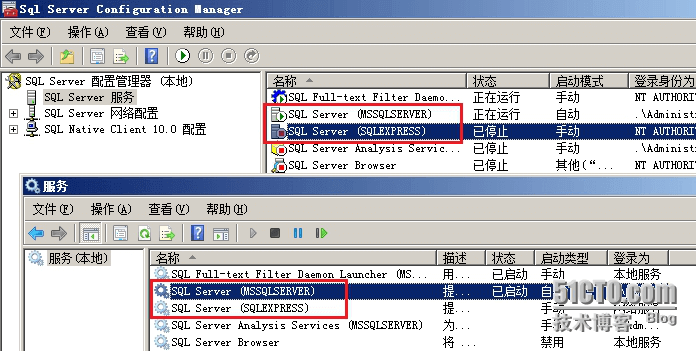 Sql Server Configuration Manager
文件(F) 操作(A) 查看(V) 帮助(H)
SQL Server 配置管理器 (本地)
SQL Server 服务
SQL Server 网络配置
SQL Native Client 10.0 配置
名称 状态 启动模式 登录身份为
SQL Full-text Filter Daemo... 正在运行 手动 NT AUTHORI
SQL Server (MSSQLSERVER) 正在运行 自动 .\Adminis
SQL Server (SQLEXPRESS) 已停止 手动 NT AUTHORI
SQL Server Analysis Servic... 已停止 手动 .\Adminis
SQL Server Browser 已停止 其他(“...
服务
文件(F) 操作(A) 查看(V) 帮助(H)
服务(本地)
名称 描述 状态 启动类型 登录为
SQL Full-text Filter Daemon Launcher (MS... 用... 已启动 手动 本地服务
SQL Server (MSSQLSERVER) 提... 已启动
SQL Server (SQLEXPRESS) 提... 手动
SQL Server Analysis Services (MSSQLSERVER) 为... 手动
SQL Server Browser 将... 禁用 本地服务
51CTO.com
技术博客 Blog